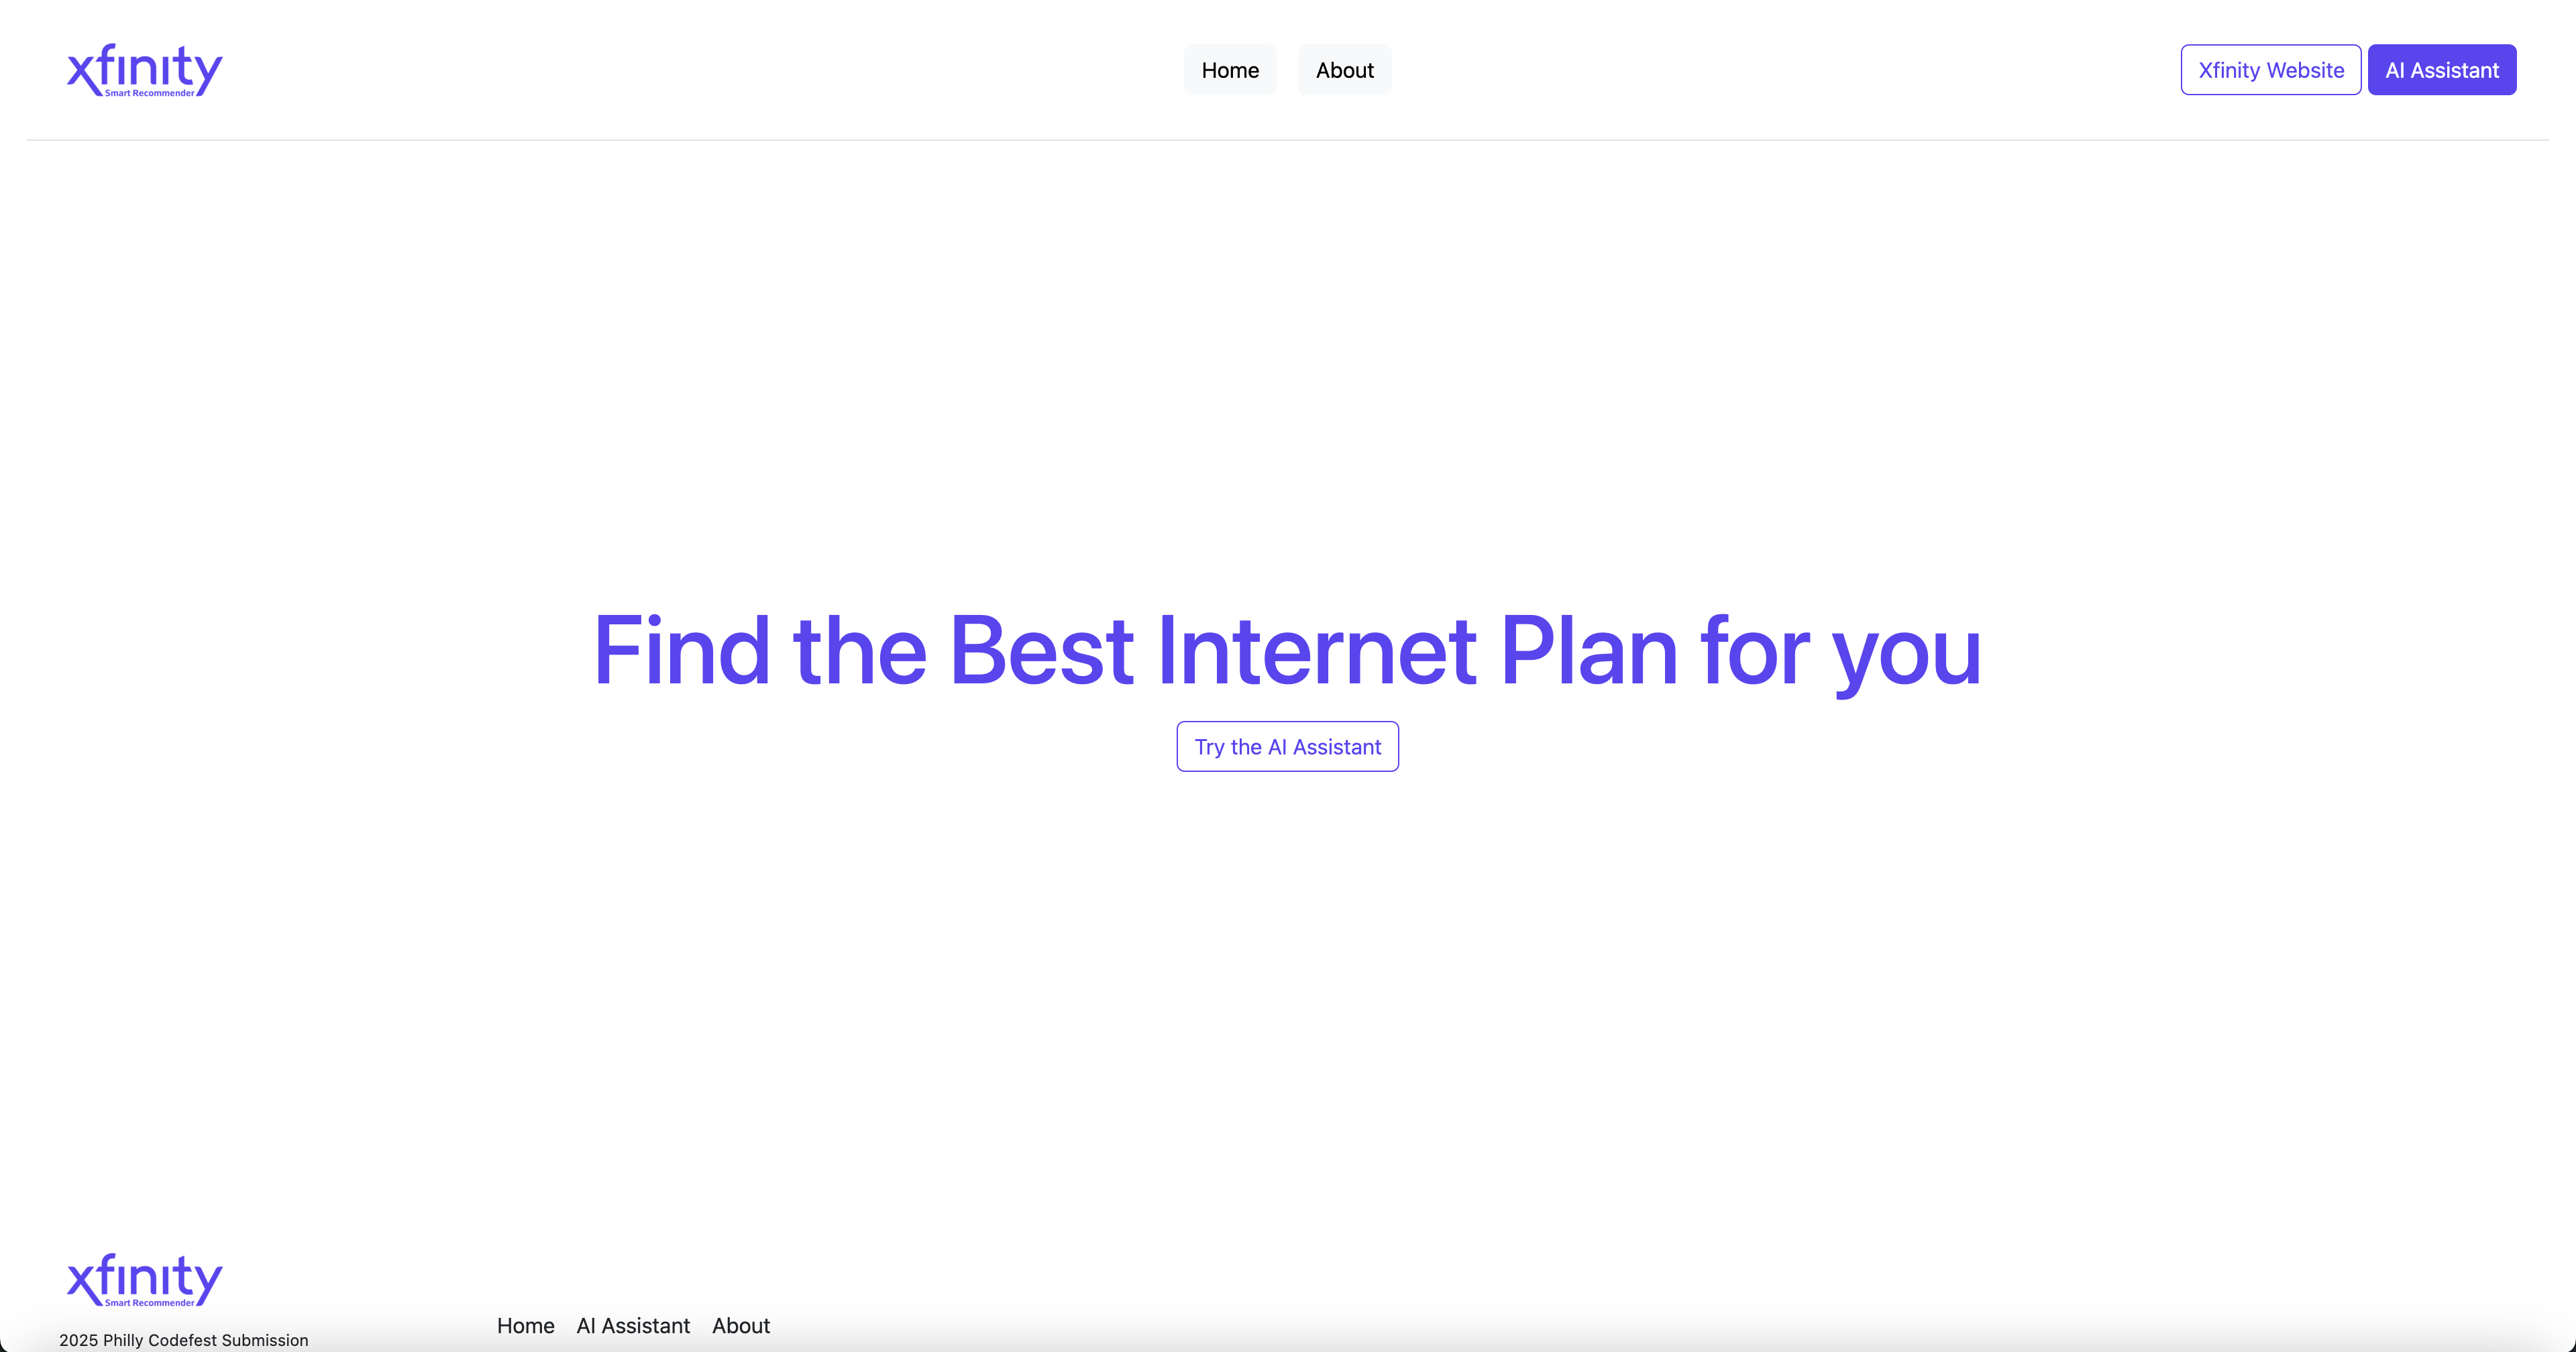 xfinity
Smart Recommender
Home About
Xfinity Website AI Assistant
Find the Best Internet Plan for you
Try the AI Assistant
xfinity
Smart Recommender
2025 Philly Codefest Submission
Home AI Assistant About